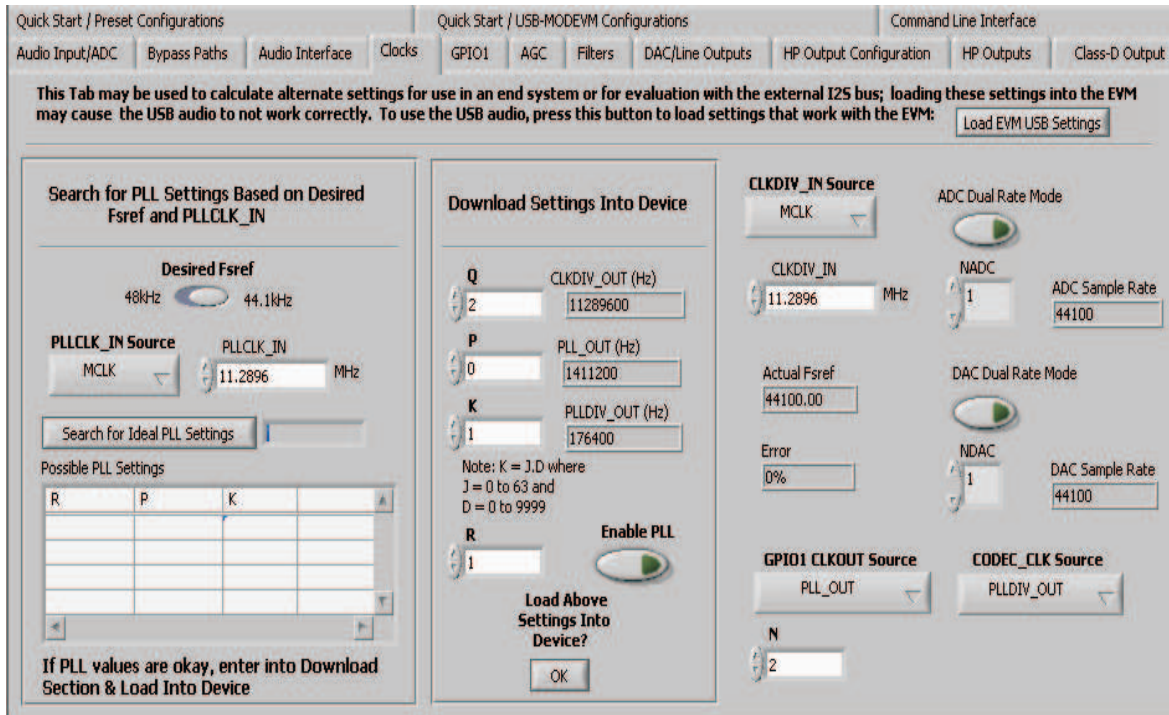 Quick Start / Preset Configurations
Quick Start / USB-MODEVM Configurations
Command Line Interface
Audio Input/ADC
Bypass Paths
Audio Interface
Clocks
GPIO1
AGC
Filters
DAC/Line Outputs
HP Output Configuration
HP Outputs
Class-D Output
This Tab may be used to calculate alternate settings for use in an end system or for evaluation with the external I2S bus; loading these settings into the EVM
may cause the USB audio to not work correctly. To use the USB audio, press this button to load settings that work with the EVM:
Load EVM USB Settings
Search for PLL Settings Based on Desired
Fsref and PLLCLK_IN
Desired Fsref
48kHz
44.1kHz
PLLCLK_IN Source
PLLCLK_IN
MCLK
11.2896
MHz
Search for Ideal PLL Settings
Possible PLL Settings
R
P
K
If PLL values are okay, enter into Download
Section & Load Into Device
Download Settings Into Device
Q
CLKDIV_OUT (Hz)
2
11289600
P
PLL_OUT (Hz)
0
1411200
K
PLLDIV_OUT (Hz)
1
176400
Note: K = J.D where
J = 0 to 63 and
D = 0 to 9999
R
Enable PLL
1
Load Above
Settings Into
Device?
OK
CLKDIV_IN Source
MCLK
ADC Dual Rate Mode
CLKDIV_IN
11.2896
MHz
NADC
1
ADC Sample Rate
44100
Actual Fsref
44100.00
DAC Dual Rate Mode
Error
0%
NDAC
1
DAC Sample Rate
44100
GPIO1 CLKOUT Source
PLL_OUT
CODEC_CLK Source
PLLDIV_OUT
N
2